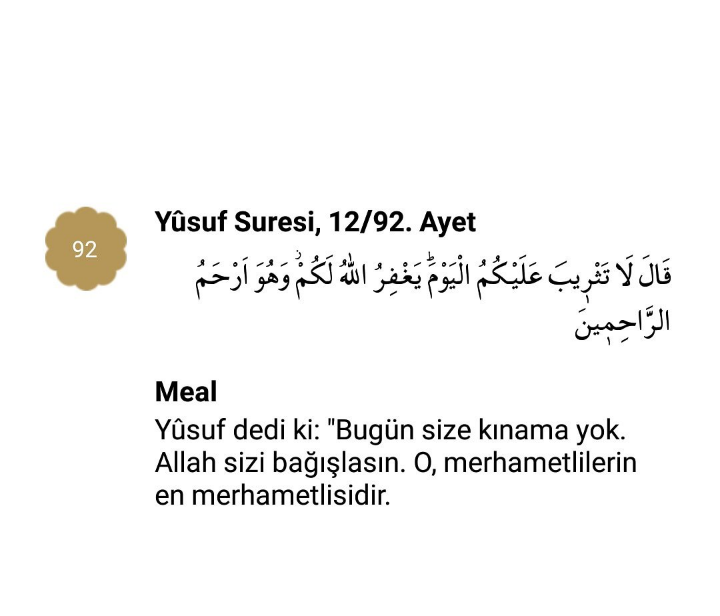 92
Yûsuf Suresi, 12/92. Ayet
قَالَ لَا تَثْر۪يبَ عَلَيْكُمُ الْيَوْمَۜ يَغْفِرُ اللّٰهُ لَكُمْۘ وَهُوَ اَرْحَمُ
الرَّاحِم۪ينَ
Meal
Yûsuf dedi ki: "Bugün size kınama yok.
Allah sizi bağışlasın. O, merhametlilerin
en merhametlisidir.